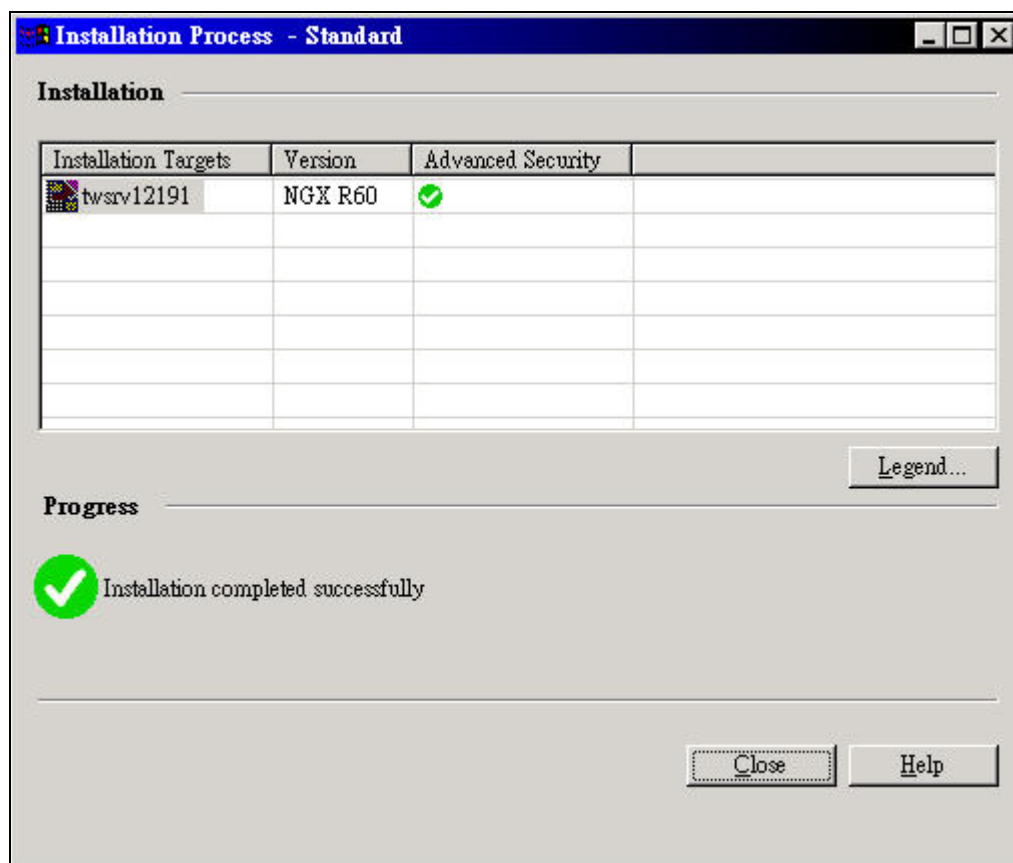 Installation Process - Standard
Installation
Installation Targets Version Advanced Security
twsrv12191 NGX R60
Legend...
Progress
Installation completed successfully
Close Help